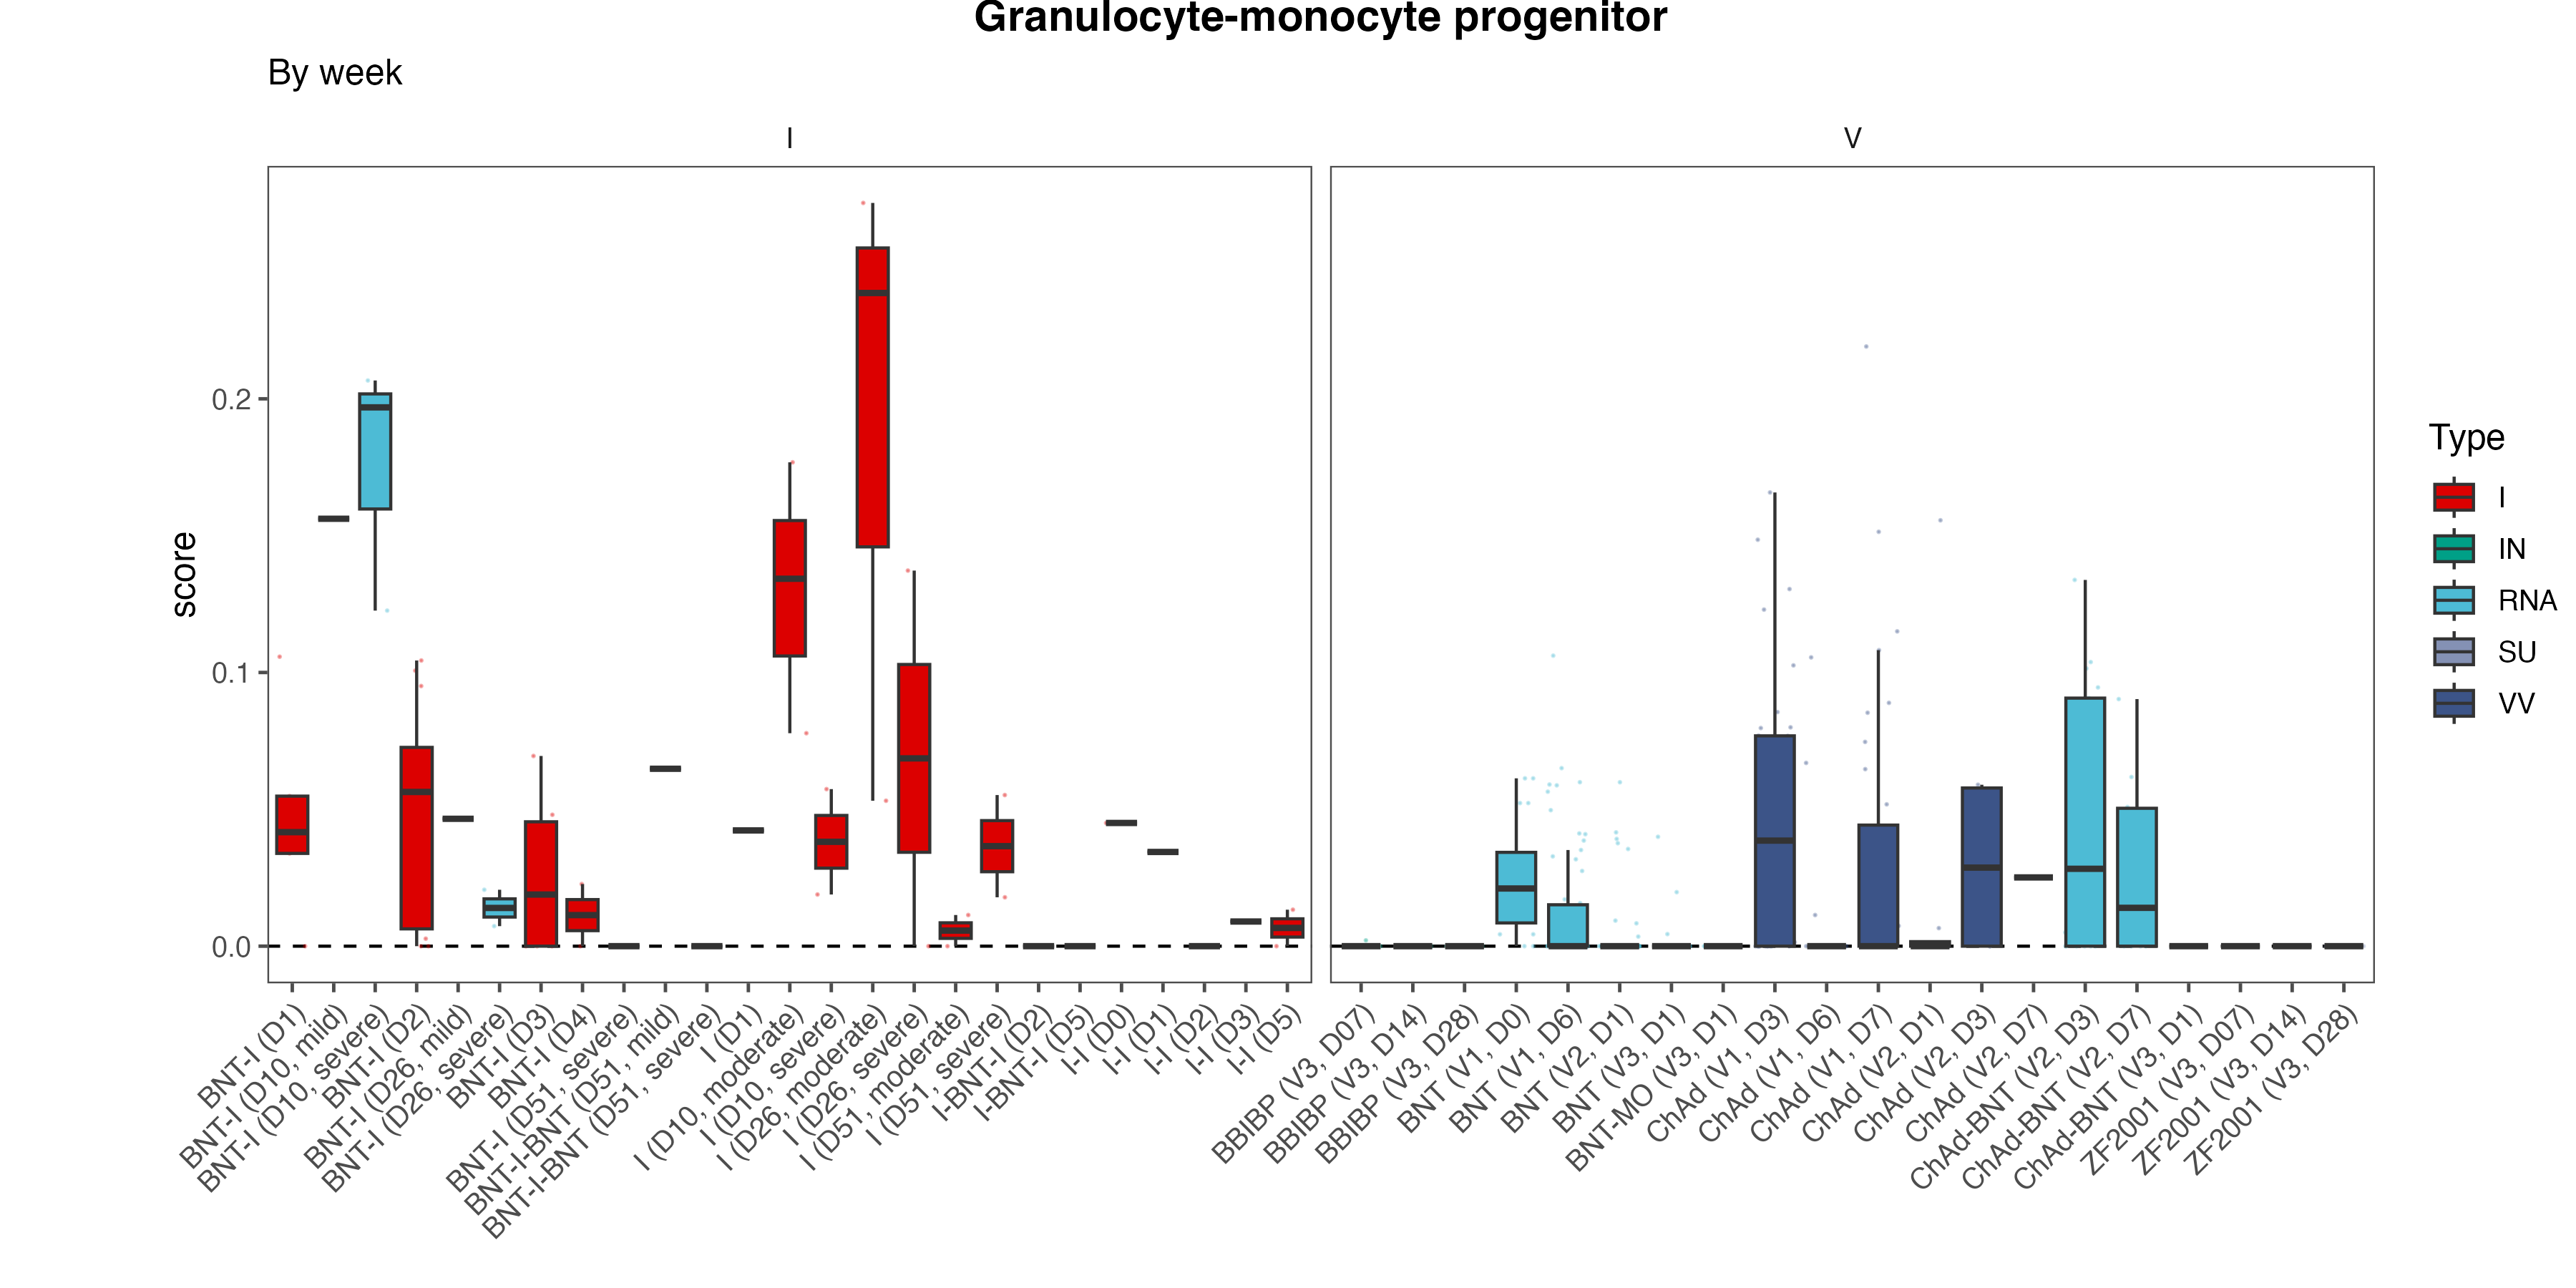 Granulocyte-monocyte progenitor
By week
I
V
score
0.2
0.1
0.0
BNT-I (D1)
BNT-I (D10, mild)
BNT-I (D10, severe)
BNT-I (D2)
BNT-I (D26, mild)
BNT-I (D26, severe)
BNT-I (D3)
BNT-I (D4)
BNT-I (D51, severe)
BNT-I-BNT (D51, mild)
BNT-I-BNT (D51, severe)
I (D1)
I (D10, moderate)
I (D10, severe)
I (D26, moderate)
I (D26, severe)
I (D51, moderate)
I (D51, severe)
I-BNT-I (D2)
I-BNT-I (D5)
I-I (D0)
I-I (D1)
I-I (D2)
I-I (D3)
I-I (D5)
BBIBP (V3, D07)
BBIBP (V3, D14)
BBIBP (V3, D28)
BNT (V1, D0)
BNT (V1, D6)
BNT (V2, D1)
BNT (V3, D1)
BNT-MO (V3, D1)
ChAd (V1, D3)
ChAd (V1, D6)
ChAd (V1, D7)
ChAd (V2, D1)
ChAd (V2, D3)
ChAd (V2, D7)
ChAd-BNT (V2, D3)
ChAd-BNT (V2, D7)
ChAd-BNT (V3, D1)
ZF2001 (V3, D07)
ZF2001 (V3, D14)
ZF2001 (V3, D28)
Type
I
IN
RNA
SU
VV